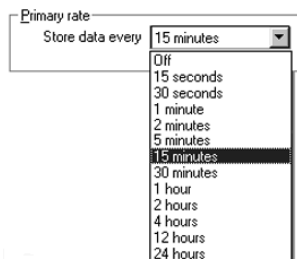 Primary rate
Store data every 15 minutes
Off
15 seconds
30 seconds
1 minute
2 minutes
5 minutes
15 minutes
30 minutes
1 hour
2 hours
4 hours
12 hours
24 hours